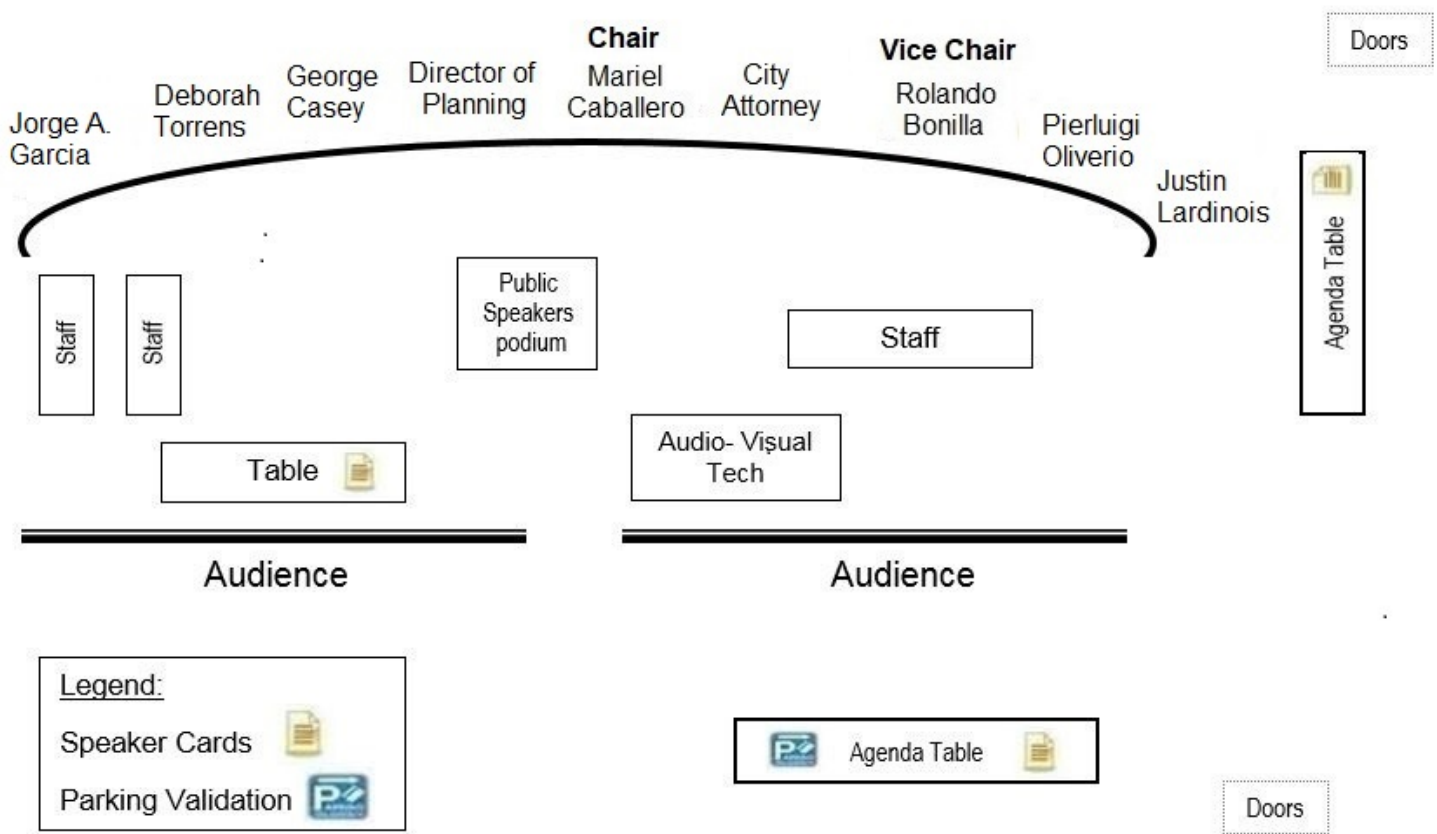 Chair
Vice Chair
Doors
Jorge A.
Garcia
Deborah
Torrens
George
Casey
Director of
Planning
Mariel
Caballero
City
Attorney
Rolando
Bonilla
Pierluigi
Oliverio
Justin
Lardinois
Agenda Table
Staff
Staff
Public
Speakers
podium
Staff
Table
Audio- Vișual
Tech
Audience
Audience
Legend:
Speaker Cards
Parking Validation
P
P
Agenda Table
Doors